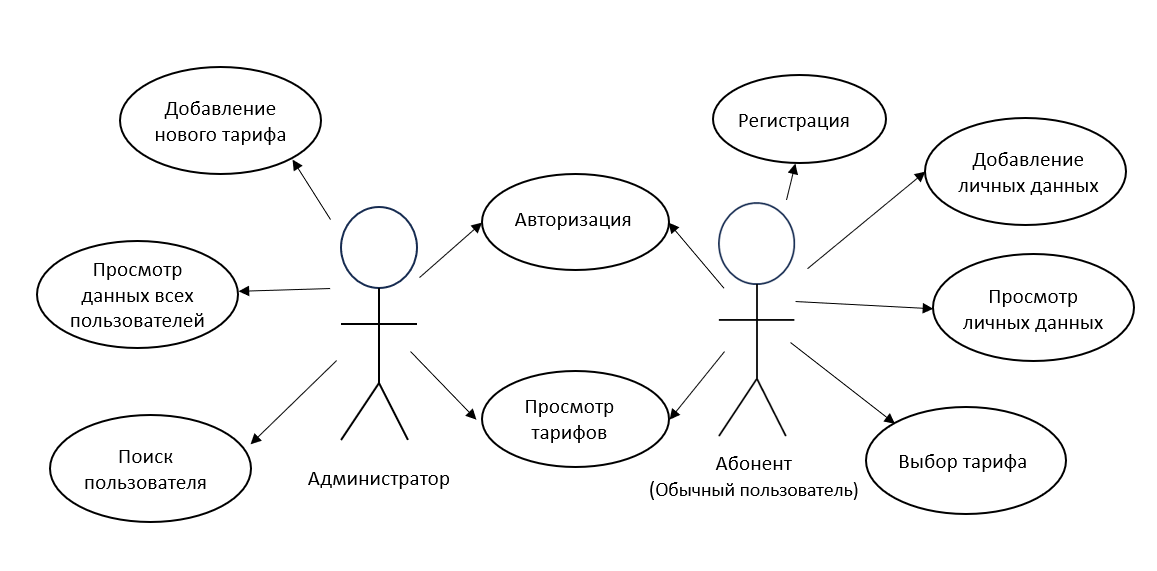 Добавление
нового тарифа
Регистрация
Добавление
личных данных
Авторизация
Просмотр
данных всех
пользователей
Просмотр
личных данных
Просмотр
тарифов
Поиск
пользователя
Выбор тарифа
Администратор
Абонент
(Обычный пользователь)